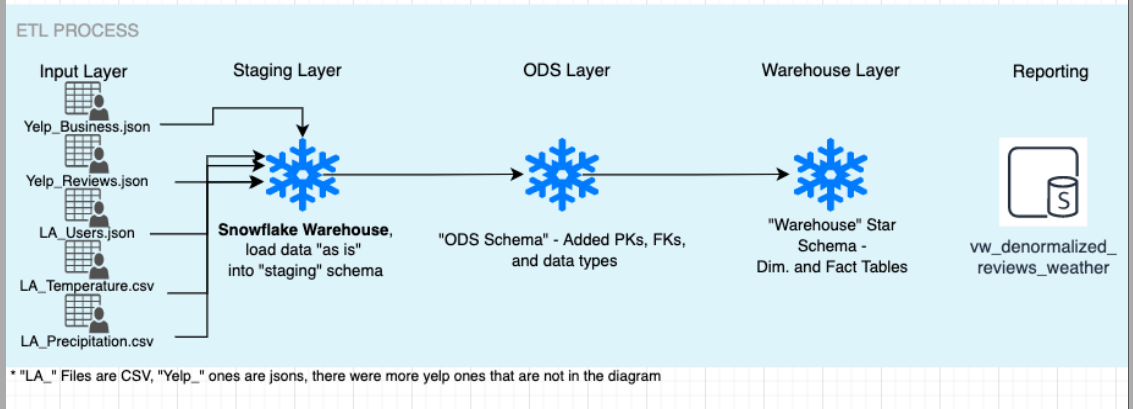 ETL PROCESS
Input Layer
Staging Layer
ODS Layer
Warehouse Layer
Reporting
Yelp_Business.json
Yelp_Reviews.json
LA_Users.json
LA_Temperature.csv
LA_Precipitation.csv
Snowflake Warehouse,
load data "as is"
into "staging" schema
"ODS Schema" - Added PKs, FKs,
and data types
"Warehouse" Star
Schema -
Dim. and Fact Tables
S
vw_denormalized_
reviews_weather
* "LA_" Files are CSV, "Yelp_" ones are jsons, there were more yelp ones that are not in the diagram